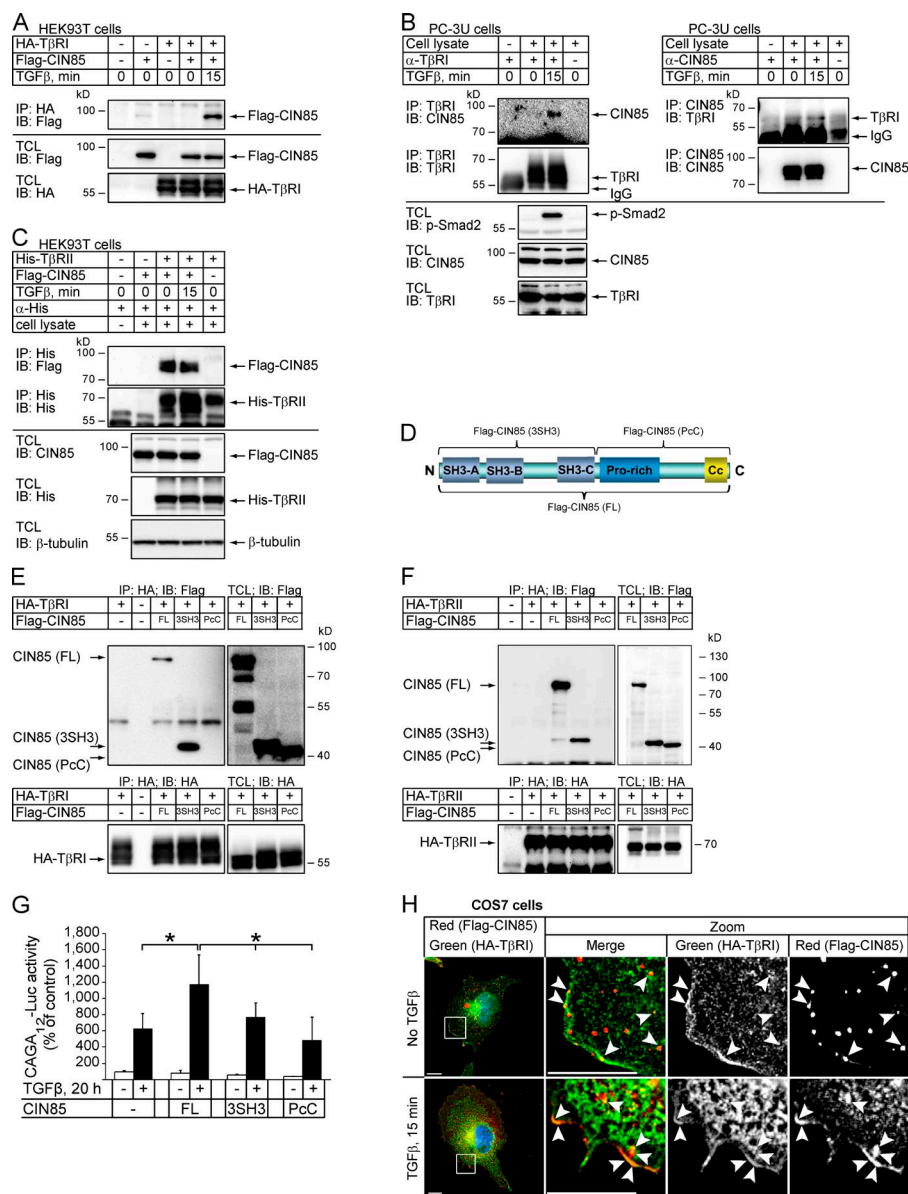 A
HEK93T cells
HA-TβRI - - + + +
Flag-CIN85 - + - + +
TGFβ, min 0 0 0 0 15
kD
IP: HA
IB: Flag
100 –
Flag-CIN85
TCL
IB: Flag
Flag-CIN85
TCL
IB: HA
55 –
HA-TβRI
B
PC-3U cells
Cell lysate - + + +
α-TβRI + + + -
TGFβ, min 0 0 15 0
kD
IP: TβRI
IB: CIN85
100 –
70 –
CIN85
IP: TβRI
IB: TβRI
70 –
60 –
55 –
TβRI
IgG
TCL
IB: p-Smad2
55 –
p-Smad2
TCL
IB: CIN85
100 –
CIN85
TCL
IB: TβRI
55 –
TβRI
PC-3U cells
Cell lysate - + + +
α-CIN85 + + + -
TGFβ, min 0 0 15 0
kD
IP: CIN85
IB: TβRI
60 –
55 –
TβRI
IgG
IP: CIN85
IB: CIN85
100 –
70 –
CIN85
C
HEK93T cells
His-TβRII - - + + +
Flag-CIN85 - + + + -
TGFβ, min 0 0 0 15 0
α-His + + + + +
cell lysate - + + + +
kD
IP: His
IB: Flag
100 –
70 –
Flag-CIN85
IP: His
IB: His
70 –
55 –
His-TβRII
TCL
IB: CIN85
100 –
Flag-CIN85
TCL
IB: His
70 –
His-TβRII
TCL
IB: β-tubulin
55 –
β-tubulin
D
Flag-CIN85 (3SH3)
Flag-CIN85 (PcC)
N SH3-A SH3-B SH3-C Pro-rich Cc C
Flag-CIN85 (FL)
E
IP: HA; IB: Flag TCL; IB: Flag
HA-TβRI + - + + + + + +
Flag-CIN85 - - FL 3SH3 PcC FL 3SH3 PcC
kD
– 100
– 70
– 55
– 40
CIN85 (FL)
CIN85 (3SH3)
CIN85 (PcC)
IP: HA; IB: HA TCL; IB: HA
HA-TβRI + - + + + + + +
Flag-CIN85 - - FL 3SH3 PcC FL 3SH3 PcC
HA-TβRI
– 55
F
IP: HA; IB: Flag TCL; IB: Flag
HA-TβRII - + + + + + + +
Flag-CIN85 - - FL 3SH3 PcC FL 3SH3 PcC
kD
– 130
– 100
– 70
– 55
– 40
CIN85 (FL)
CIN85 (3SH3)
CIN85 (PcC)
IP: HA; IB: HA TCL; IB: HA
HA-TβRII - + + + + + + +
Flag-CIN85 - - FL 3SH3 PcC FL 3SH3 PcC
HA-TβRII
– 70
G
CAGA12-Luc activity
(% of control)
1,800
1,600
1,400
1,200
1,000
800
600
400
200
* *
- + - + - + - + TGFβ, 20 h
CIN85 - FL 3SH3 PcC
H
COS7 cells
Red (Flag-CIN85)
Green (HA-TβRI)
Zoom
Merge Green (HA-TβRI) Red (Flag-CIN85)
No TGFβ
TGFβ, 15 min